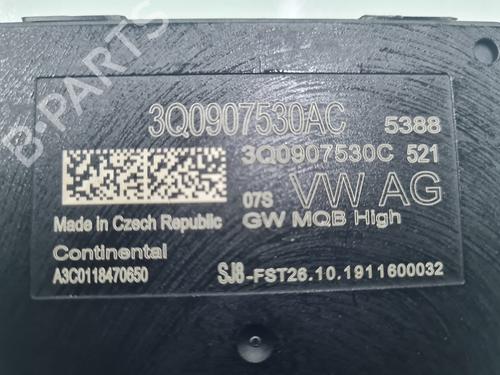 B-PARTS
3Q0907530AC 5388
3Q0907530C 521
07S VW AG
Made in Czech Republic GW MQB High
Continental
A3C0118470650 SJ8-FST26.10.1911600032